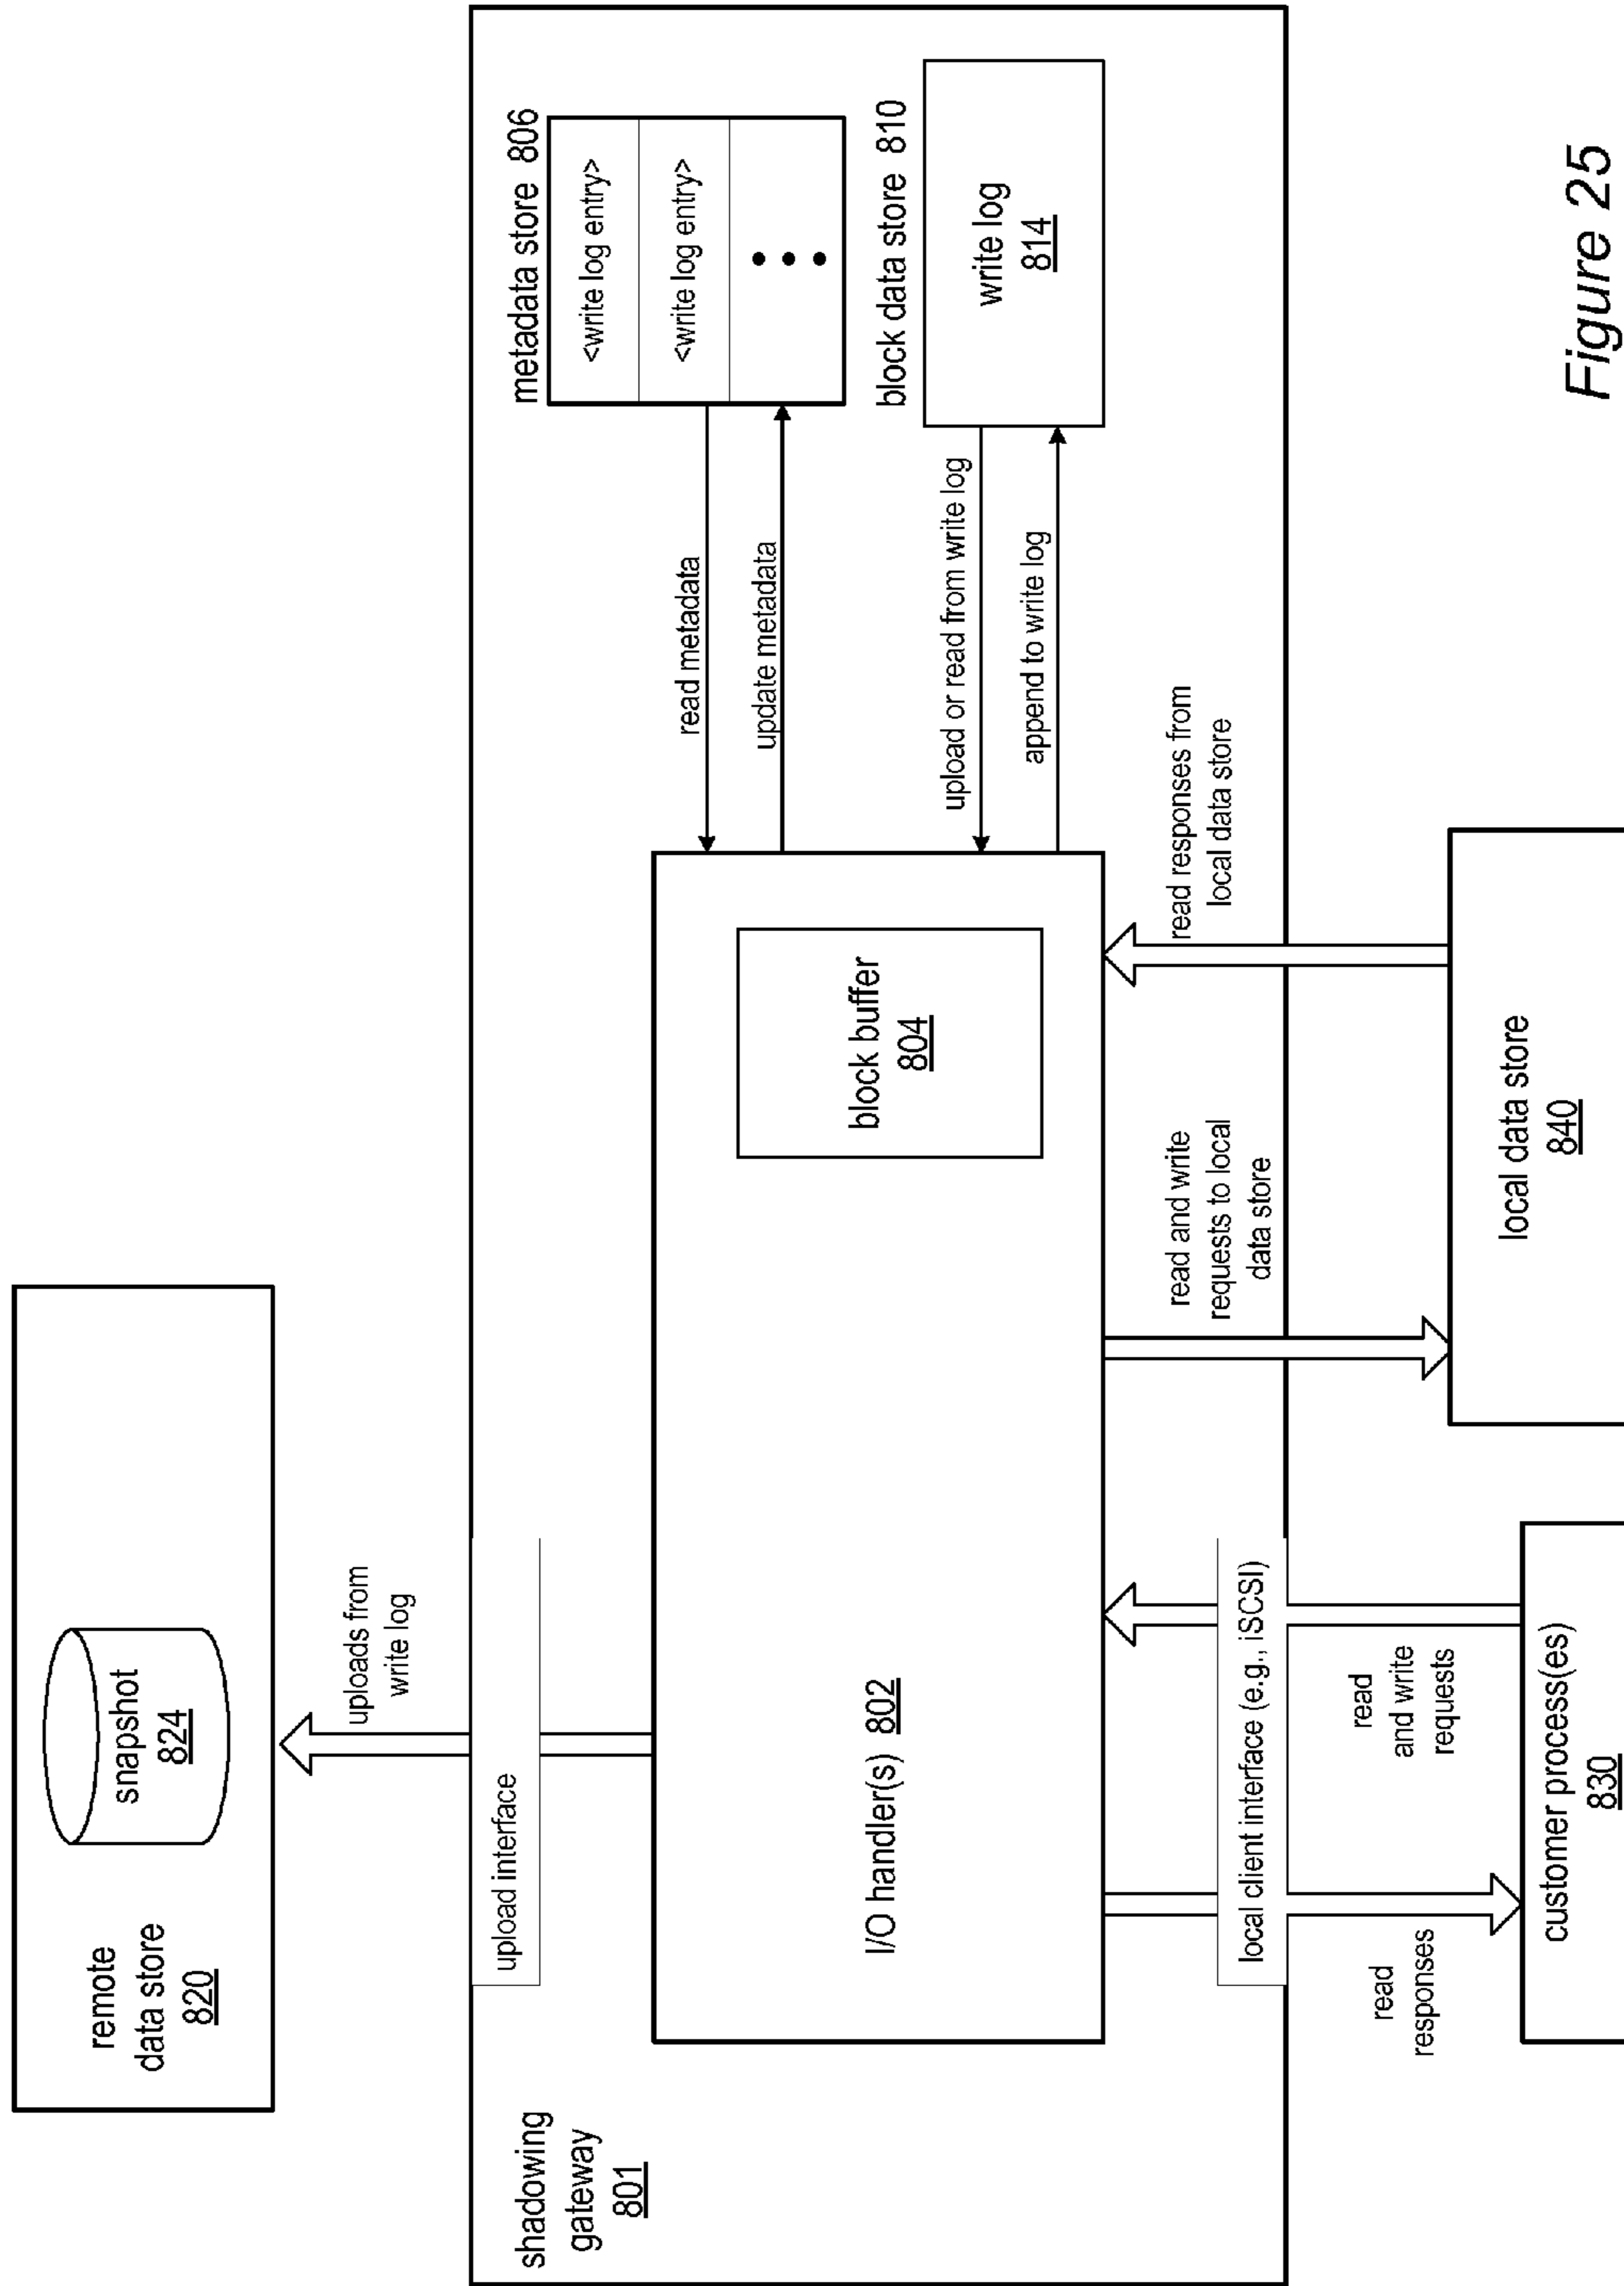 remote
data store
820
snapshot
824
uploads from
write log
shadowing
gateway
801
upload interface
I/O handler(s) 802
block buffer
804
read metadata
update metadata
metadata store 806
<write log entry>
<write log entry>
upload or read from write log
append to write log
block data store 810
write log
814
local client interface (e.g., iSCSI)
read and write
requests to local
data store
read responses from
local data store
read
responses
read
and write
requests
customer process(es)
830
local data store
840
Figure 25